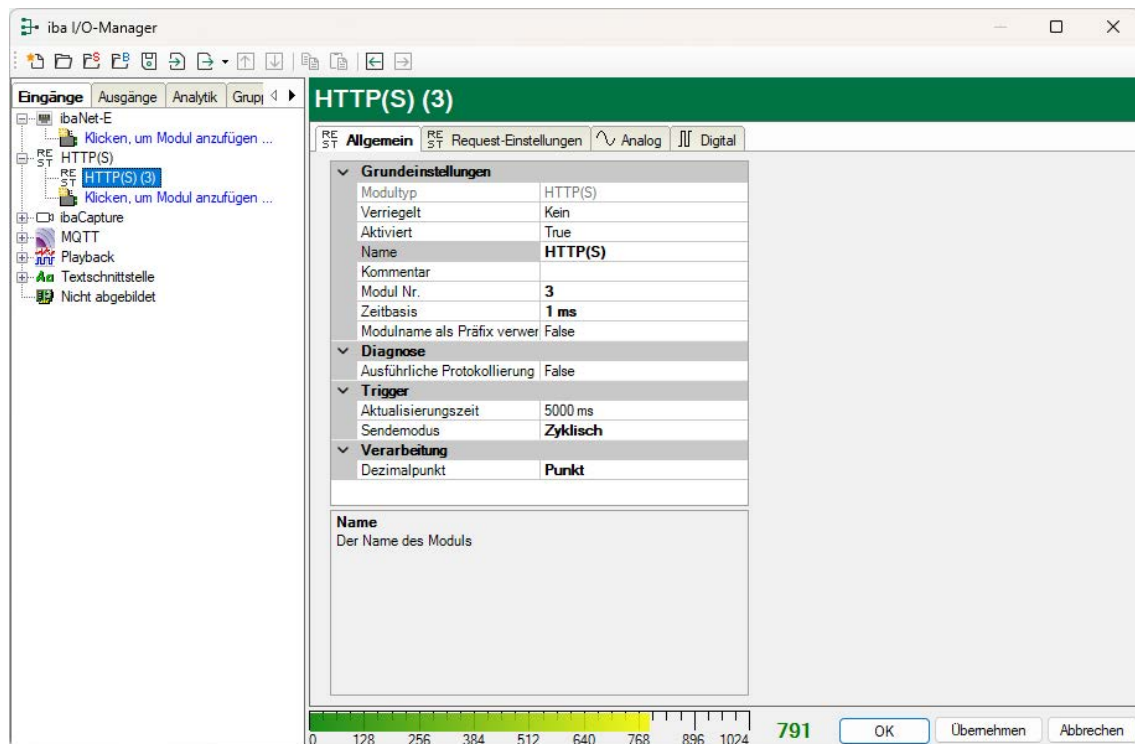 iba I/O-Manager
Eingänge Ausgänge Analytik Grupp
ibaNet-E
Klicken, um Modul anzufügen ...
HTTP(S)
HTTP(S) (3)
Klicken, um Modul anzufügen ...
ibaCapture
MQTT
Playback
Textschnittstelle
Nicht abgebildet
HTTP(S) (3)
Allgemein Request-Einstellungen Analog Digital
Grundeinstellungen
Modultyp HTTP(S)
Verriegelt Kein
Aktiviert True
Name HTTP(S)
Kommentar
Modul Nr. 3
Zeitbasis 1 ms
Modulname als Präfix verwer False
Diagnose
Ausführliche Protokollierung False
Trigger
Aktualisierungszeit 5000 ms
Sendemodus Zyklisch
Verarbeitung
Dezimalpunkt Punkt
Name
Der Name des Moduls
0 128 256 384 512 640 768 896 1024
791 OK Übernehmen Abbrechen